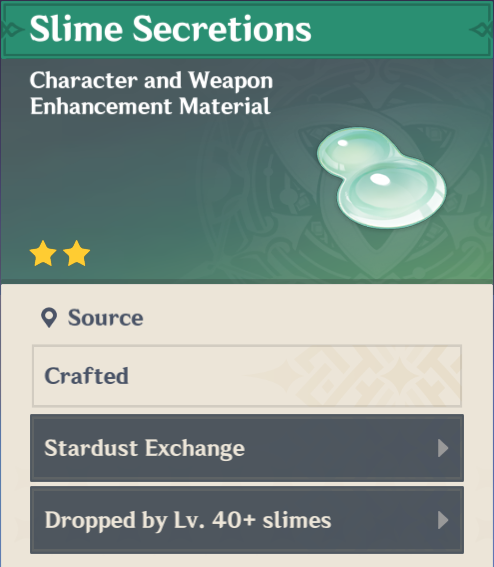 Slime Secretions
Character and Weapon
Enhancement Material
Source
Crafted
Stardust Exchange
Dropped by Lv. 40+ slimes